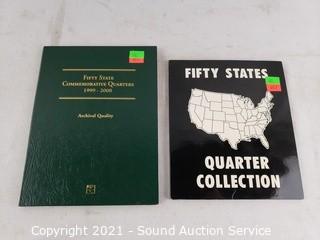 Fifty State
Commemorative Quarters
1999 - 2008
Archival Quality
FIFTY STATES
QUARTER
COLLECTION
Copyright 2021 - Sound Auction Service